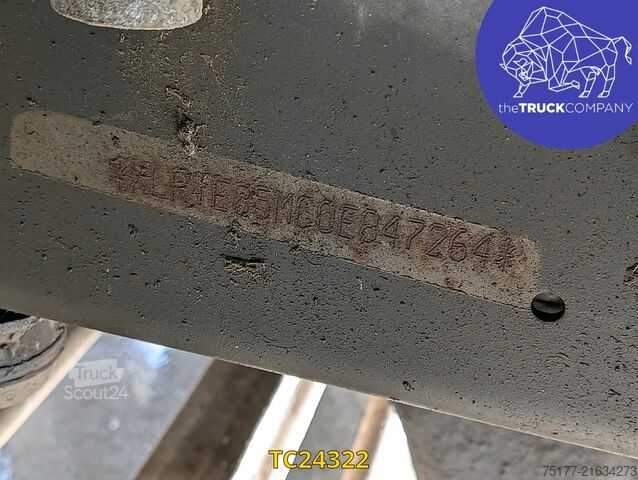 theTRUCKCOMPANY
*XLRTE85MC0E847264*
Truck
Scout24
TC24322
75177-21634273